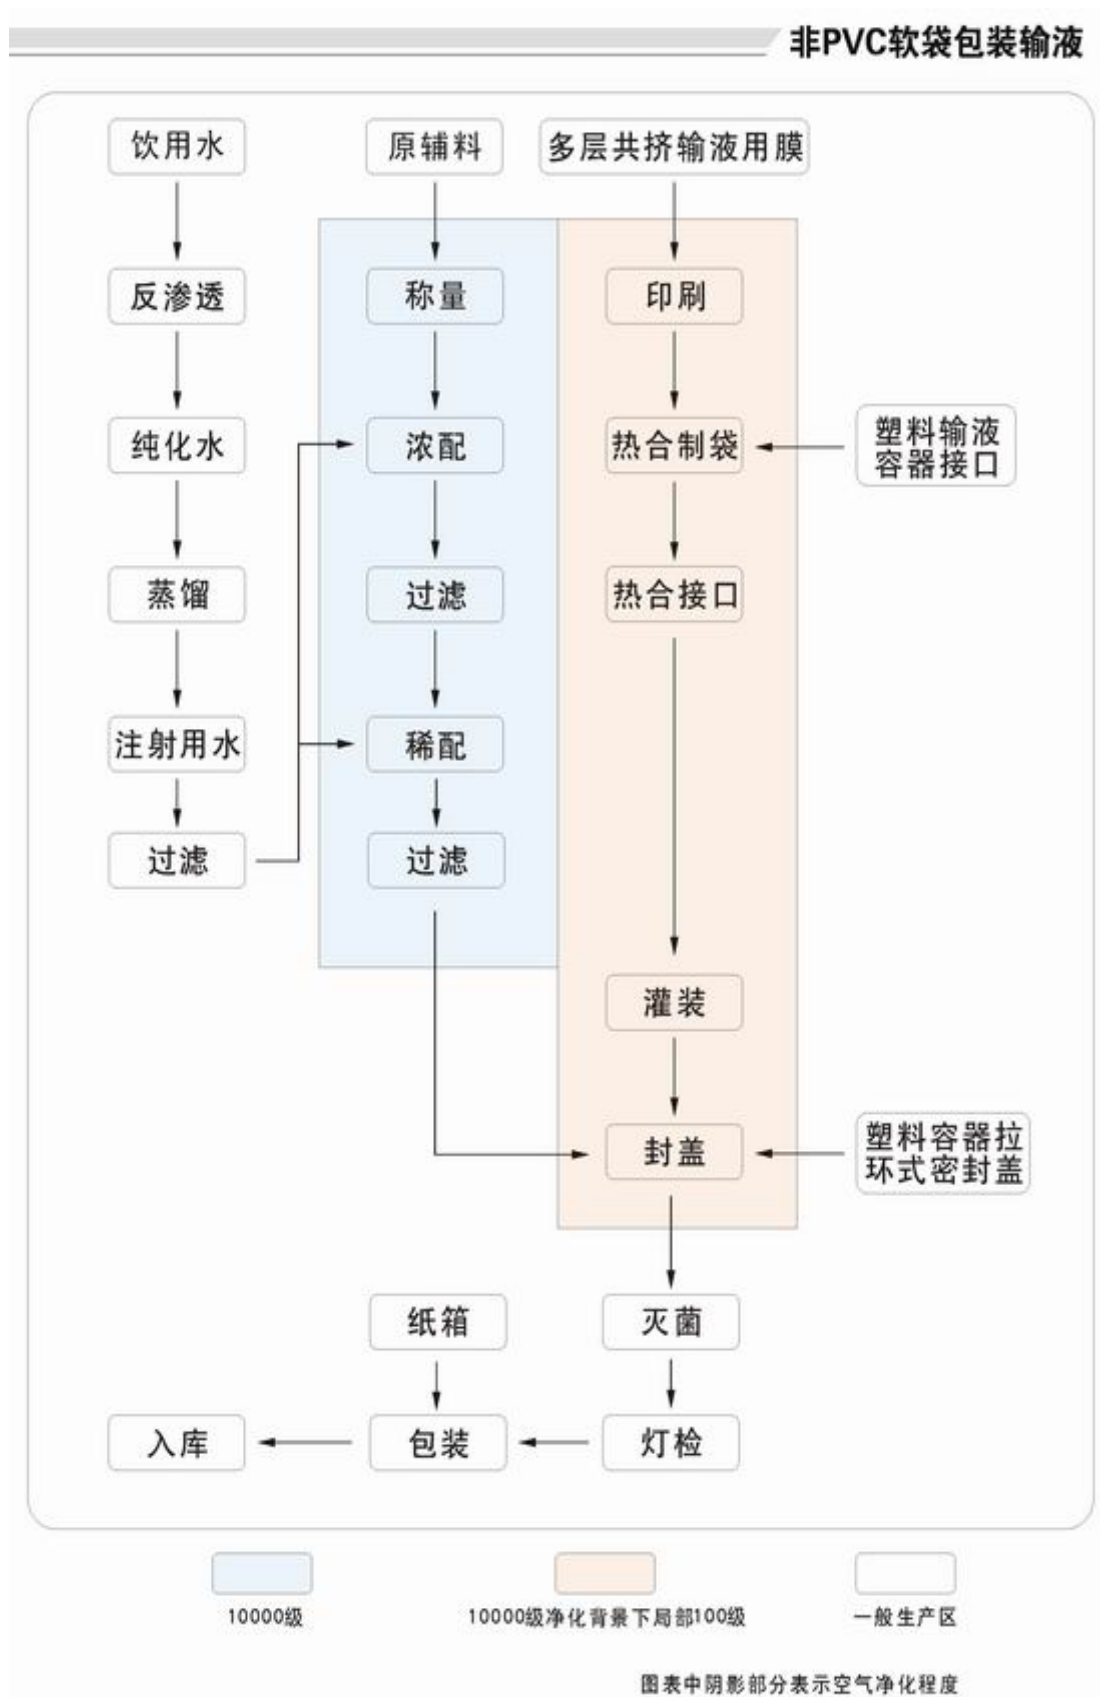 非PVC软袋包装输液
饮用水
原辅料
多层共挤输液用膜
反渗透
称量
印刷
纯化水
浓配
热合制袋
塑料输液
容器接口
蒸馏
过滤
热合接口
注射用水
稀配
过滤
过滤
灌装
封盖
塑料容器拉
环式密封盖
纸箱
灭菌
入库
包装
灯检
10000级
10000级净化背景下局部100级
一般生产区
图表中阴影部分表示空气净化程度